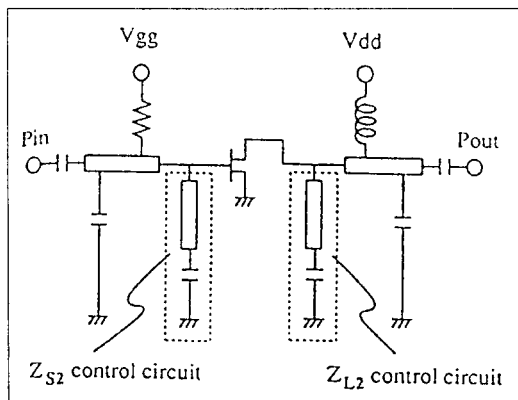 Vgg
Vdd
Pin
Pout
Z_S2 control circuit
Z_L2 control circuit